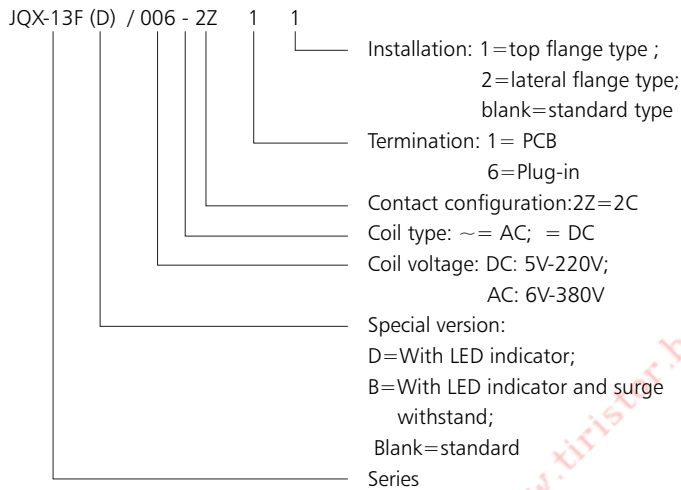 JQX-13F (D) / 006 - 2Z 1 1
Installation: 1=top flange type ;
2=lateral flange type;
blank=standard type
Termination: 1= PCB
6=Plug-in
Contact configuration:2Z=2C
Coil type: ～= AC; = DC
Coil voltage: DC: 5V-220V;
AC: 6V-380V
Special version:
D=With LED indicator;
B=With LED indicator and surge
withstand;
Blank=standard
Series